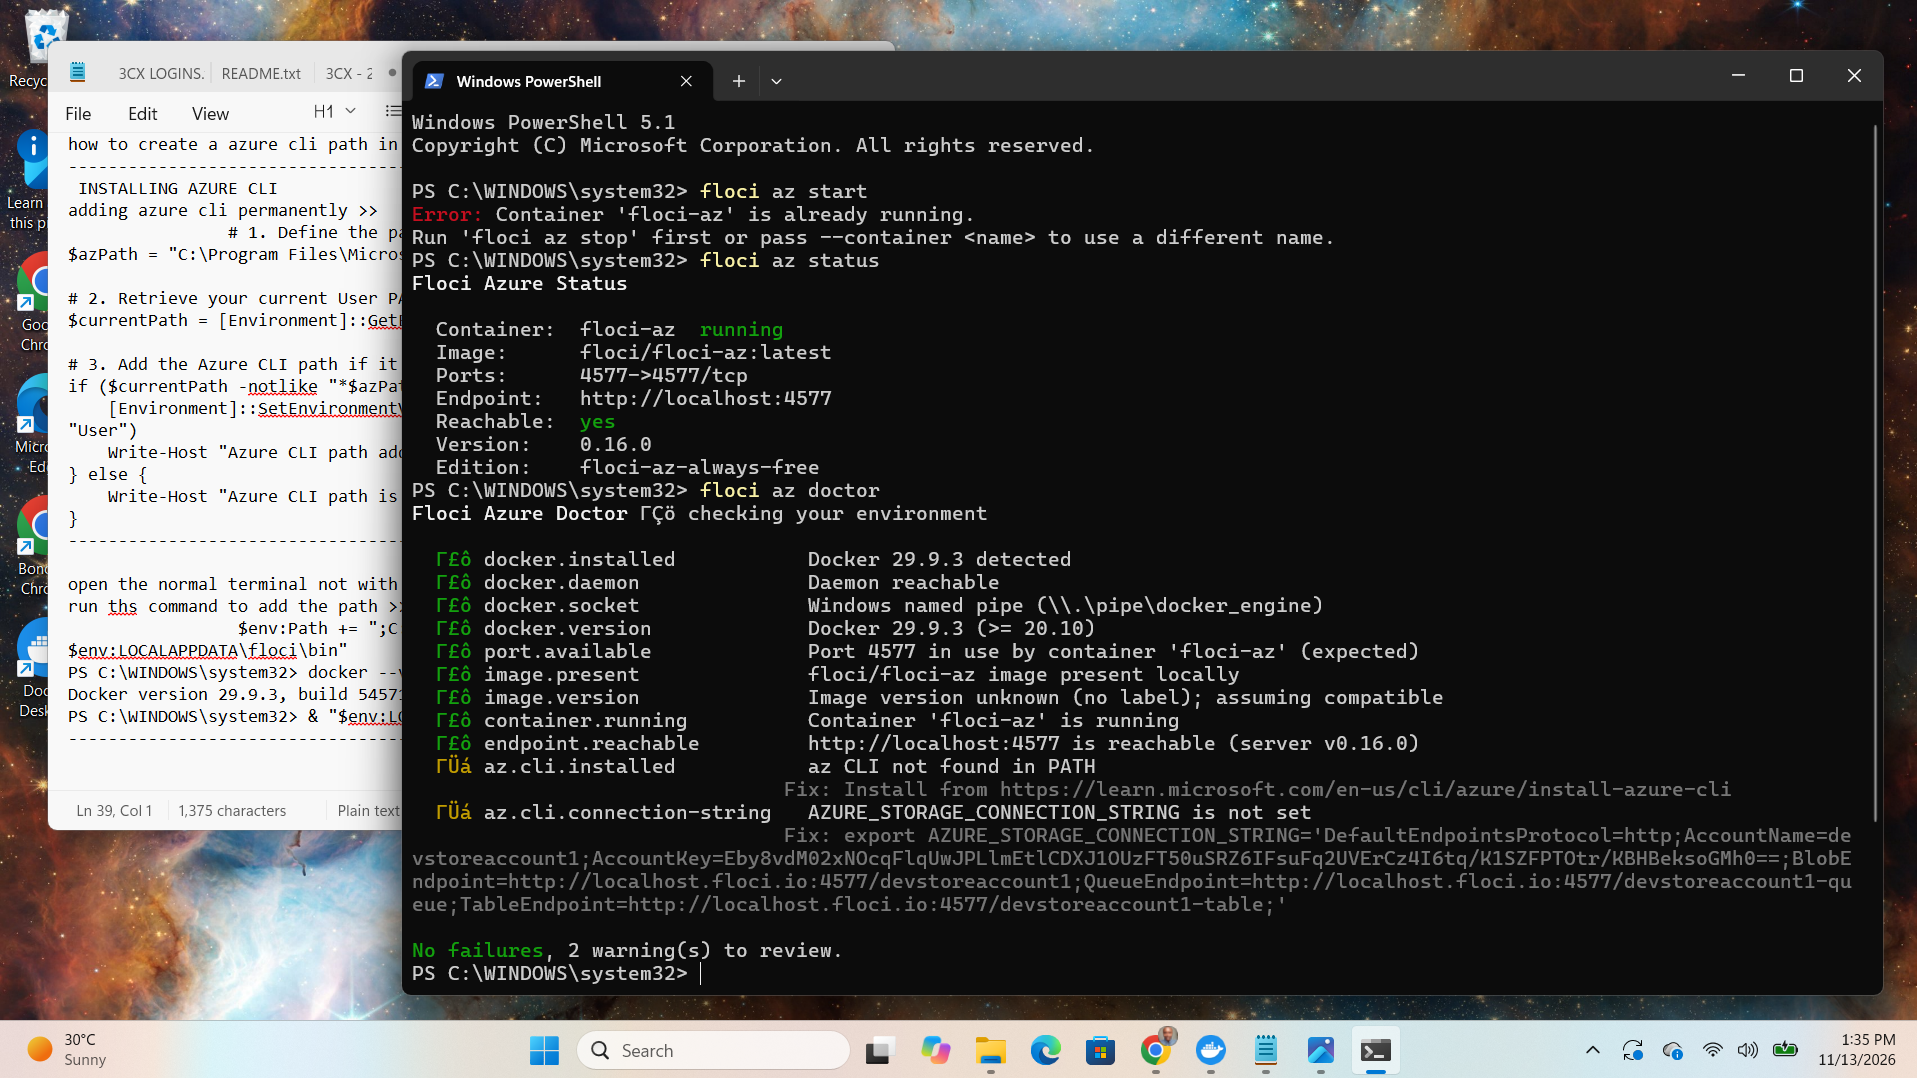 Recyc
Learn
this pi
Goo
Chro
Micro
Ed
Bon
Chro
Doc
Desk
3CX LOGINS.
README.txt
3CX - 2
File
Edit
View
H1
how to create a azure cli path in
----------------------------------
INSTALLING AZURE CLI
adding azure cli permanently >>
# 1. Define the pa
$azPath = "C:\Program Files\Micros
# 2. Retrieve your current User PA
$currentPath = [Environment]::GetE
# 3. Add the Azure CLI path if it
if ($currentPath -notlike "*$azPat
[Environment]::SetEnvironmentV
"User")
Write-Host "Azure CLI path add
} else {
Write-Host "Azure CLI path is
}
----------------------------------
open the normal terminal not with
run ths command to add the path >>
$env:Path += ";C
$env:LOCALAPPDATA\floci\bin"
PS C:\WINDOWS\system32> docker --v
Docker version 29.9.3, build 54571
PS C:\WINDOWS\system32> & "$env:LO
----------------------------------
Ln 39, Col 1
1,375 characters
Plain text
Windows PowerShell
Windows PowerShell 5.1
Copyright (C) Microsoft Corporation. All rights reserved.
PS C:\WINDOWS\system32> floci az start
Error: Container 'floci-az' is already running.
Run 'floci az stop' first or pass --container <name> to use a different name.
PS C:\WINDOWS\system32> floci az status
Floci Azure Status
Container: floci-az running
Image: floci/floci-az:latest
Ports: 4577->4577/tcp
Endpoint: http://localhost:4577
Reachable: yes
Version: 0.16.0
Edition: floci-az-always-free
PS C:\WINDOWS\system32> floci az doctor
Floci Azure Doctor ΓÇö checking your environment
Γ£ô docker.installed Docker 29.9.3 detected
Γ£ô docker.daemon Daemon reachable
Γ£ô docker.socket Windows named pipe (\\.\pipe\docker_engine)
Γ£ô docker.version Docker 29.9.3 (>= 20.10)
Γ£ô port.available Port 4577 in use by container 'floci-az' (expected)
Γ£ô image.present floci/floci-az image present locally
Γ£ô image.version Image version unknown (no label); assuming compatible
Γ£ô container.running Container 'floci-az' is running
Γ£ô endpoint.reachable http://localhost:4577 is reachable (server v0.16.0)
ΓÜá az.cli.installed az CLI not found in PATH
Fix: Install from https://learn.microsoft.com/en-us/cli/azure/install-azure-cli
ΓÜá az.cli.connection-string AZURE_STORAGE_CONNECTION_STRING is not set
Fix: export AZURE_STORAGE_CONNECTION_STRING='DefaultEndpointsProtocol=http;AccountName=de
vstoreaccount1;AccountKey=Eby8vdM02xNOcqFlqUwJPLlmEtlCDXJ1OUzFT50uSRZ6IFsuFq2UVErCz4I6tq/K1SZFPTOtr/KBHBeksoGMh0==;BlobE
ndpoint=http://localhost.floci.io:4577/devstoreaccount1;QueueEndpoint=http://localhost.floci.io:4577/devstoreaccount1-qu
eue;TableEndpoint=http://localhost.floci.io:4577/devstoreaccount1-table;'
No failures, 2 warning(s) to review.
PS C:\WINDOWS\system32>
30°C
Sunny
Search
1:35 PM
11/13/2026